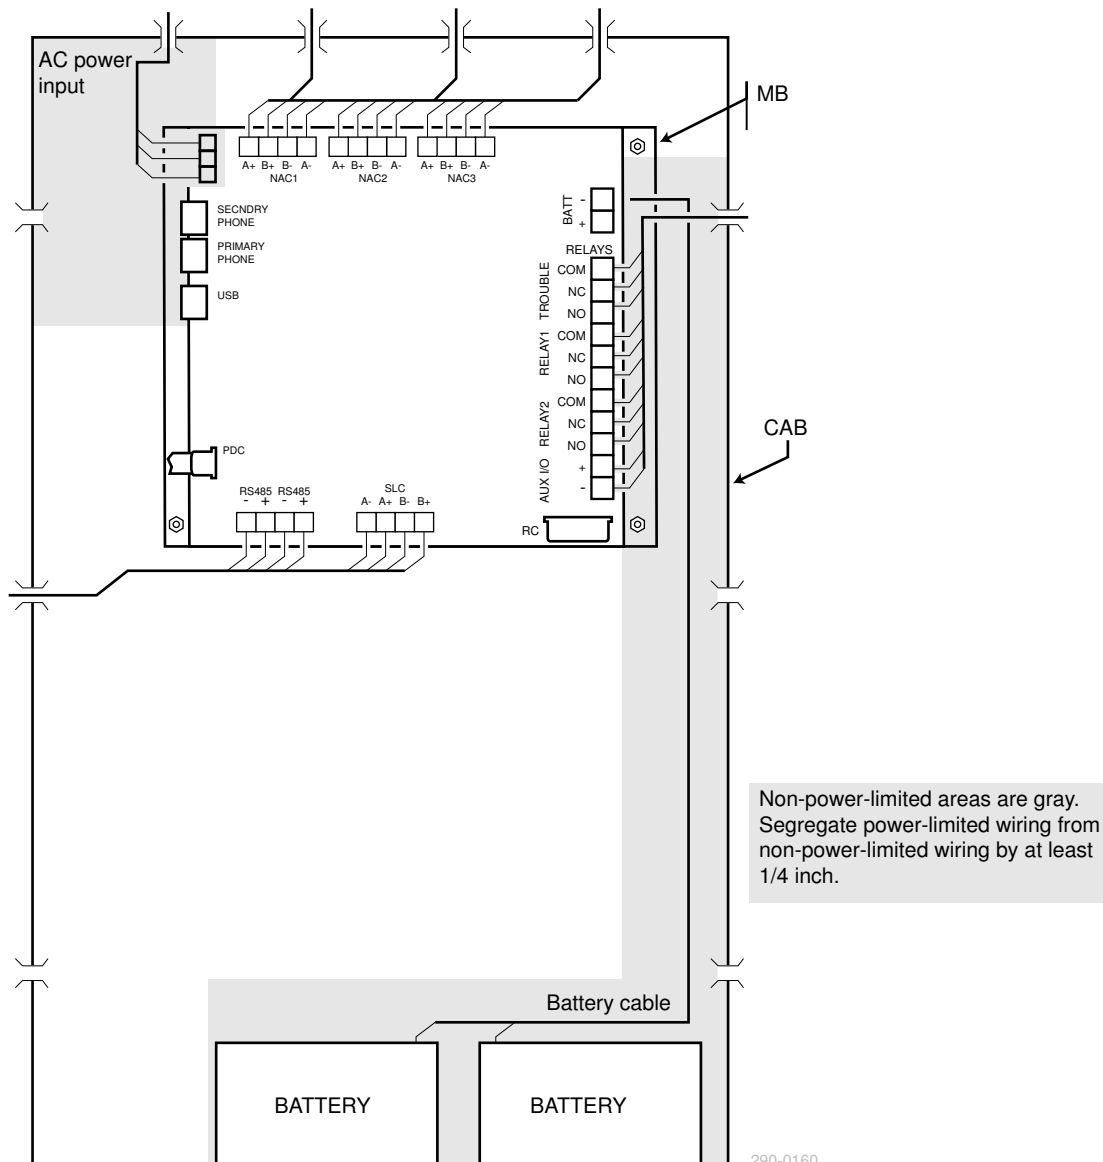 AC power
input
MB
A+ B+ B- A-
NAC1
A+ B+ B- A-
NAC2
A+ B+ B- A-
NAC3
SECNDRY
PHONE
PRIMARY
PHONE
USB
BATT
-
+
RELAYS
TROUBLE
COM
NC
NO
RELAY1
COM
NC
NO
RELAY2
COM
NC
NO
AUX I/O
+
-
CAB
PDC
RS485 RS485
- + - +
SLC
A- A+ B- B+
RC
Non-power-limited areas are gray.
Segregate power-limited wiring from
non-power-limited wiring by at least
1/4 inch.
Battery cable
BATTERY
BATTERY
290-0160